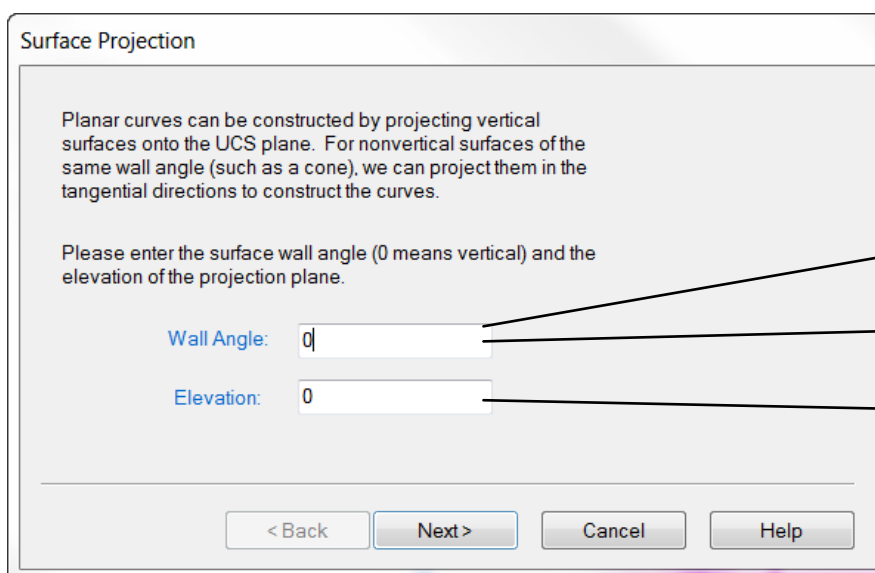 Surface Projection
Planar curves can be constructed by projecting vertical
surfaces onto the UCS plane.  For nonvertical surfaces of the
same wall angle (such as a cone), we can project them in the
tangential directions to construct the curves.
Please enter the surface wall angle (0 means vertical) and the
elevation of the projection plane.
Wall Angle: 0
Elevation: 0
< Back Next > Cancel Help